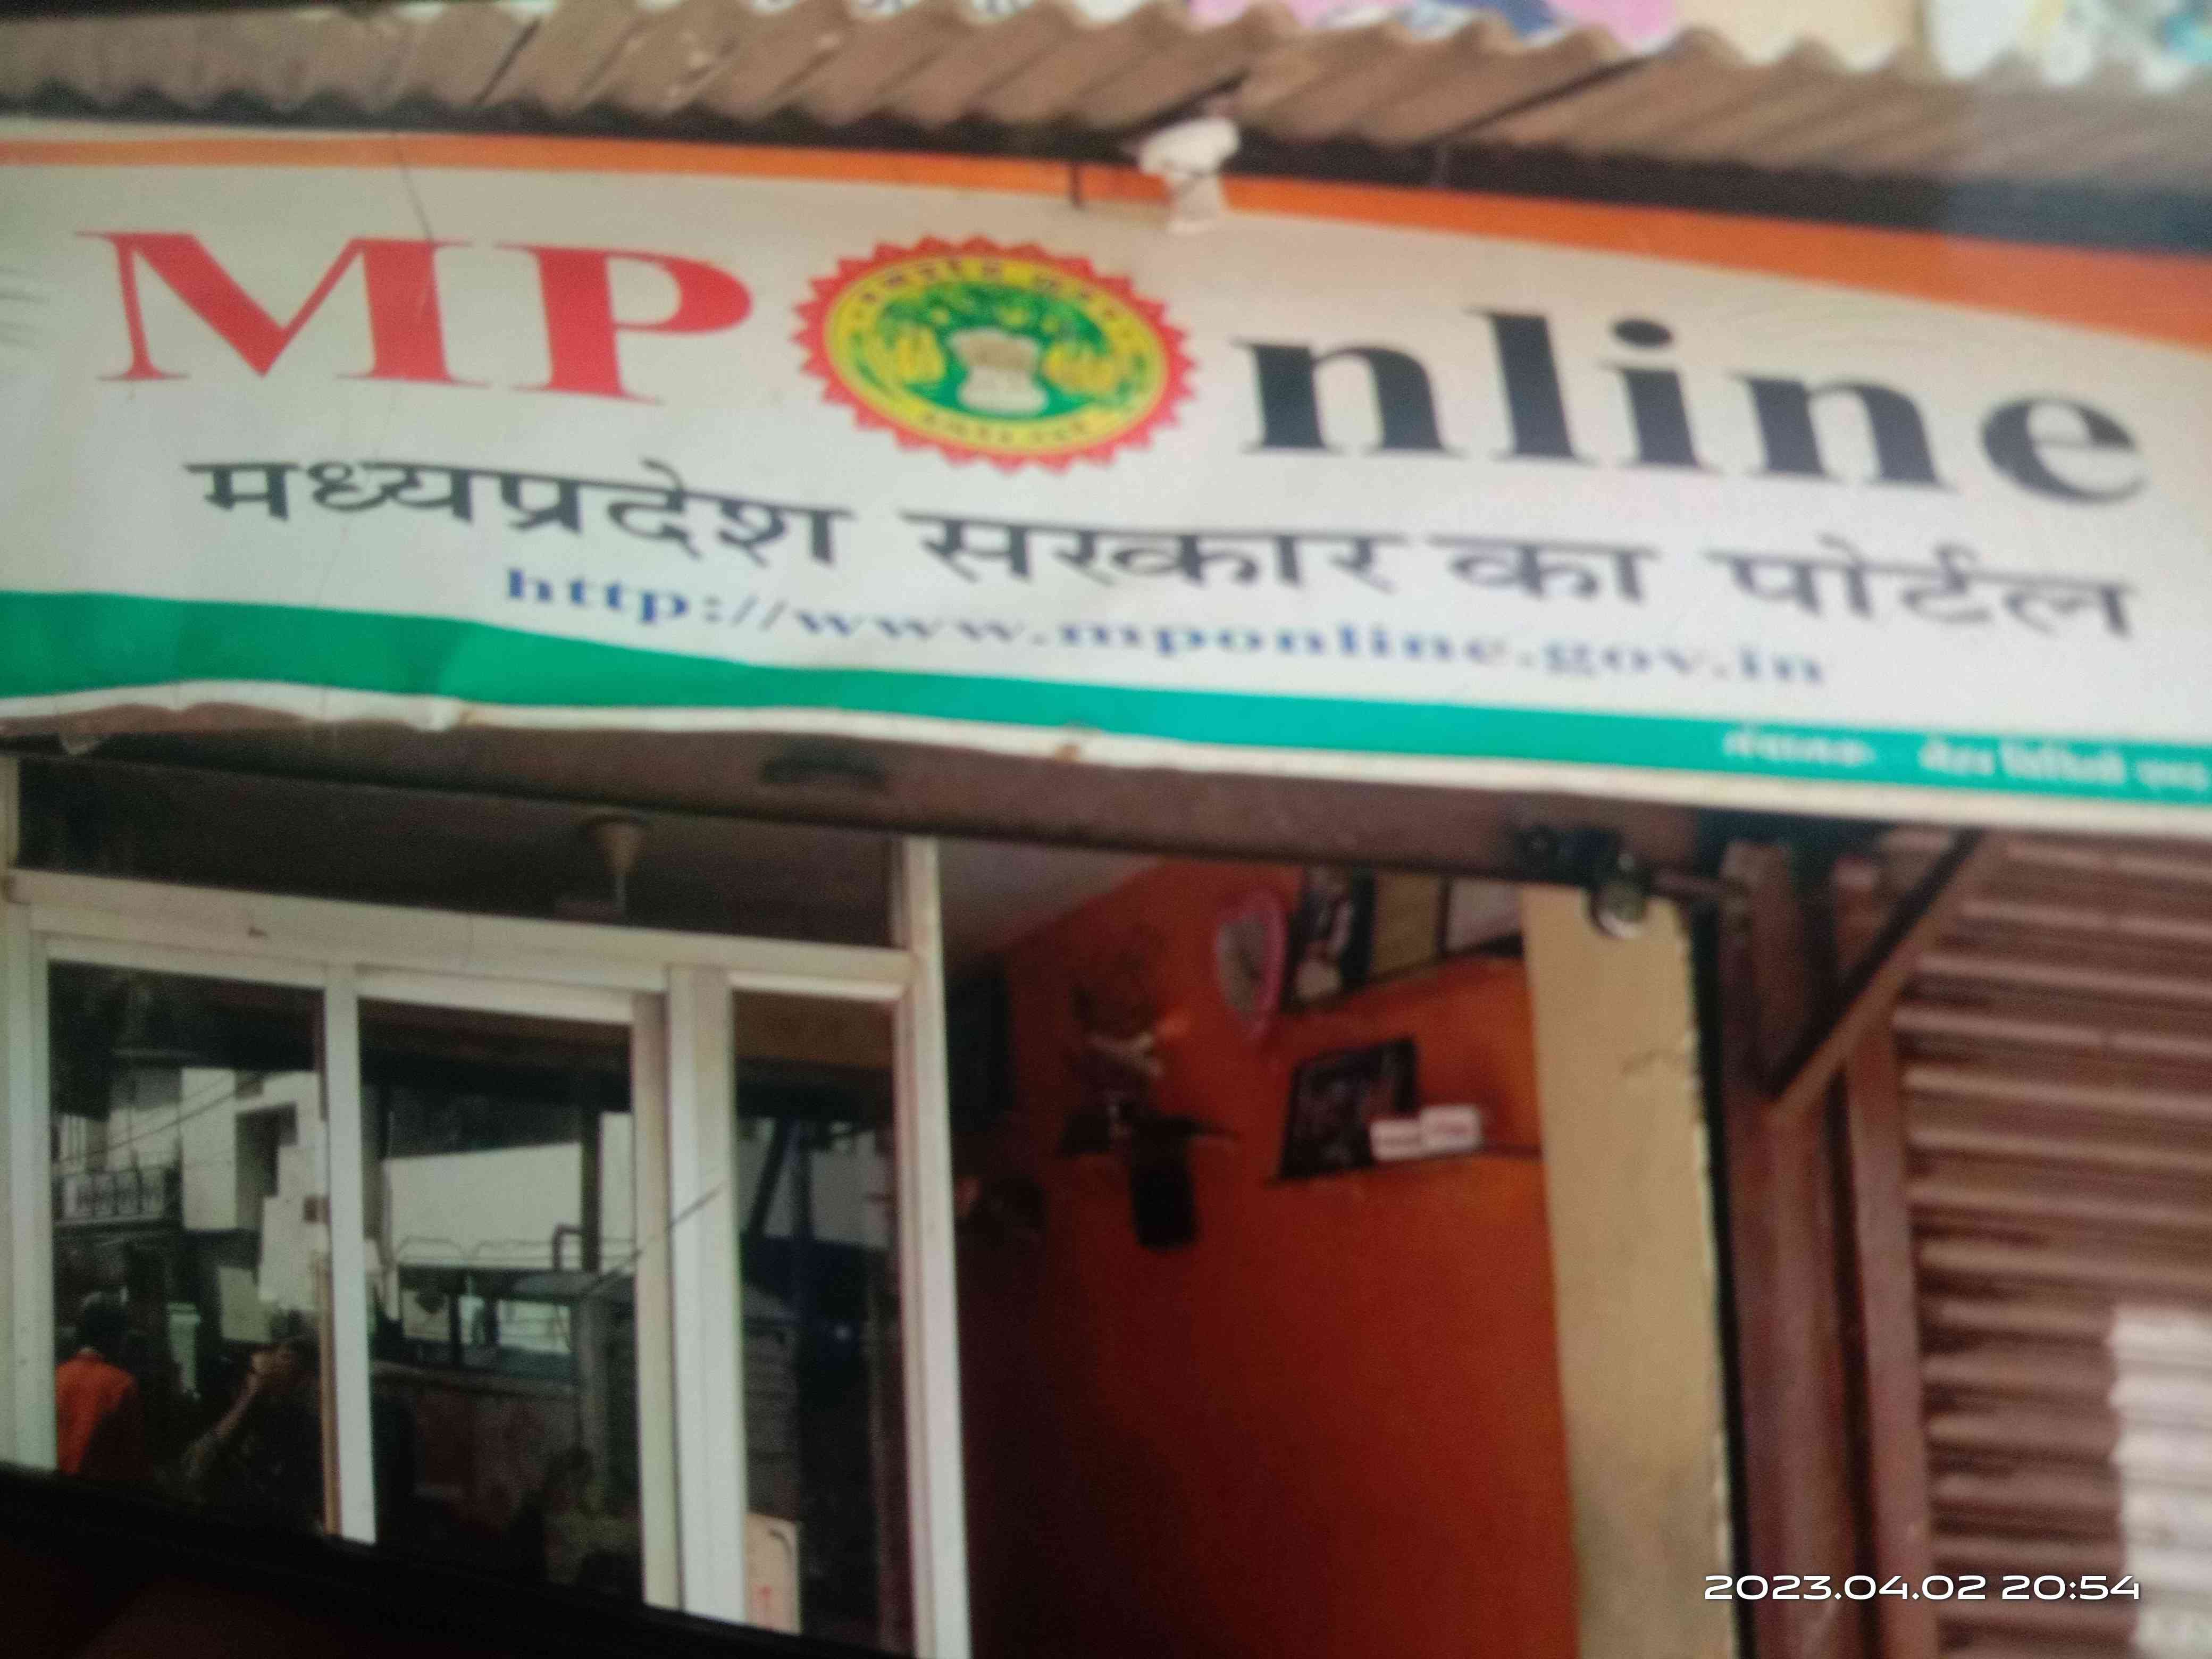 MP nline
मध्यप्रदेश सरकार का पोर्टल
http://www.mponline.gov.in
2023.04.02 20:54